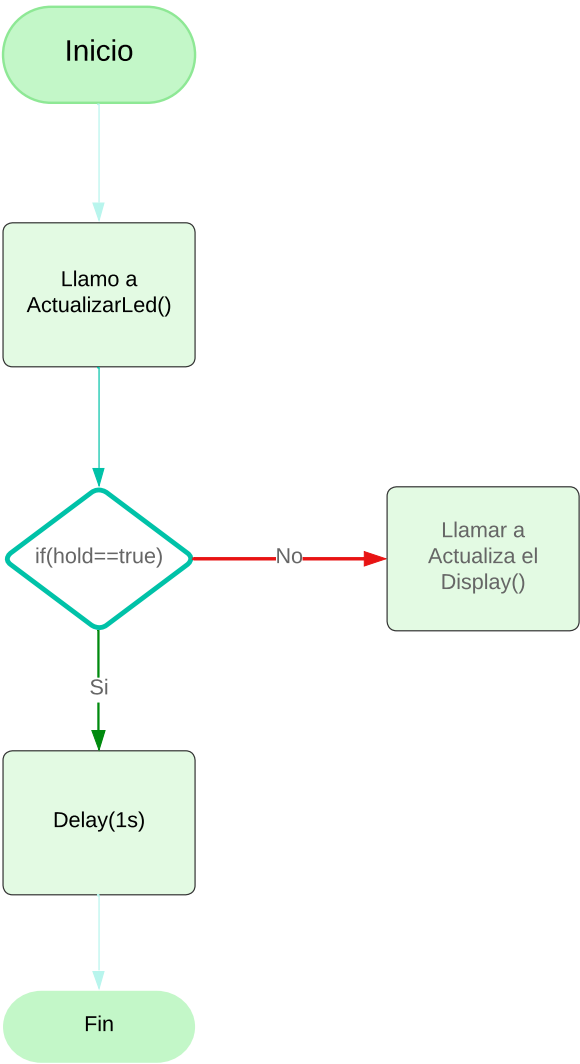 Inicio
Llamo a
ActualizarLed()
if(hold==true)
No
Llamar a
Actualiza el
Display()
Si
Delay(1s)
Fin